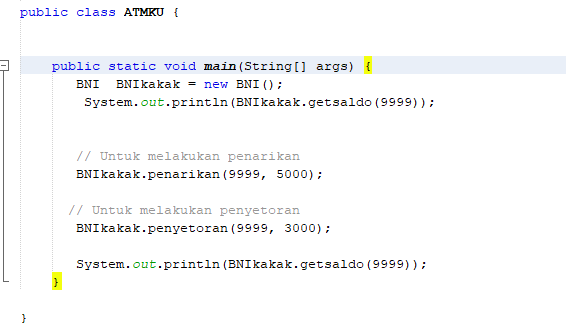 public class ATMKU {
public static void main(String[] args) {
BNI  BNIkakak = new BNI();
System.out.println(BNIkakak.getsaldo(9999));
// Untuk melakukan penarikan
BNIkakak.penarikan(9999, 5000);
// Untuk melakukan penyetoran
BNIkakak.penyetoran(9999, 3000);
System.out.println(BNIkakak.getsaldo(9999));
}
}